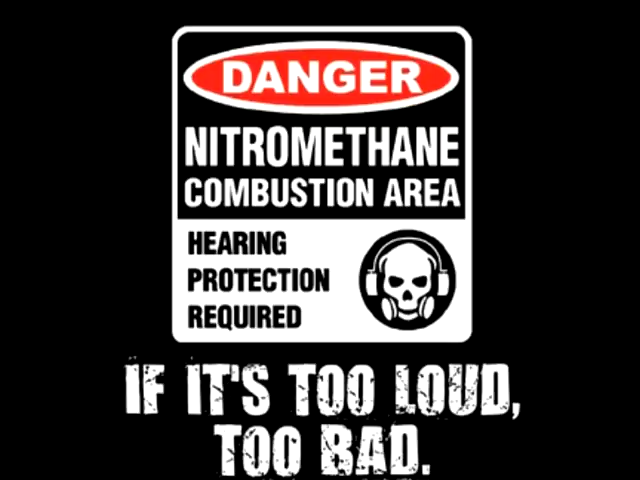 DANGER
NITROMETHANE
COMBUSTION AREA
HEARING
PROTECTION
REQUIRED
IF IT'S TOO LOUD,
TOO BAD.